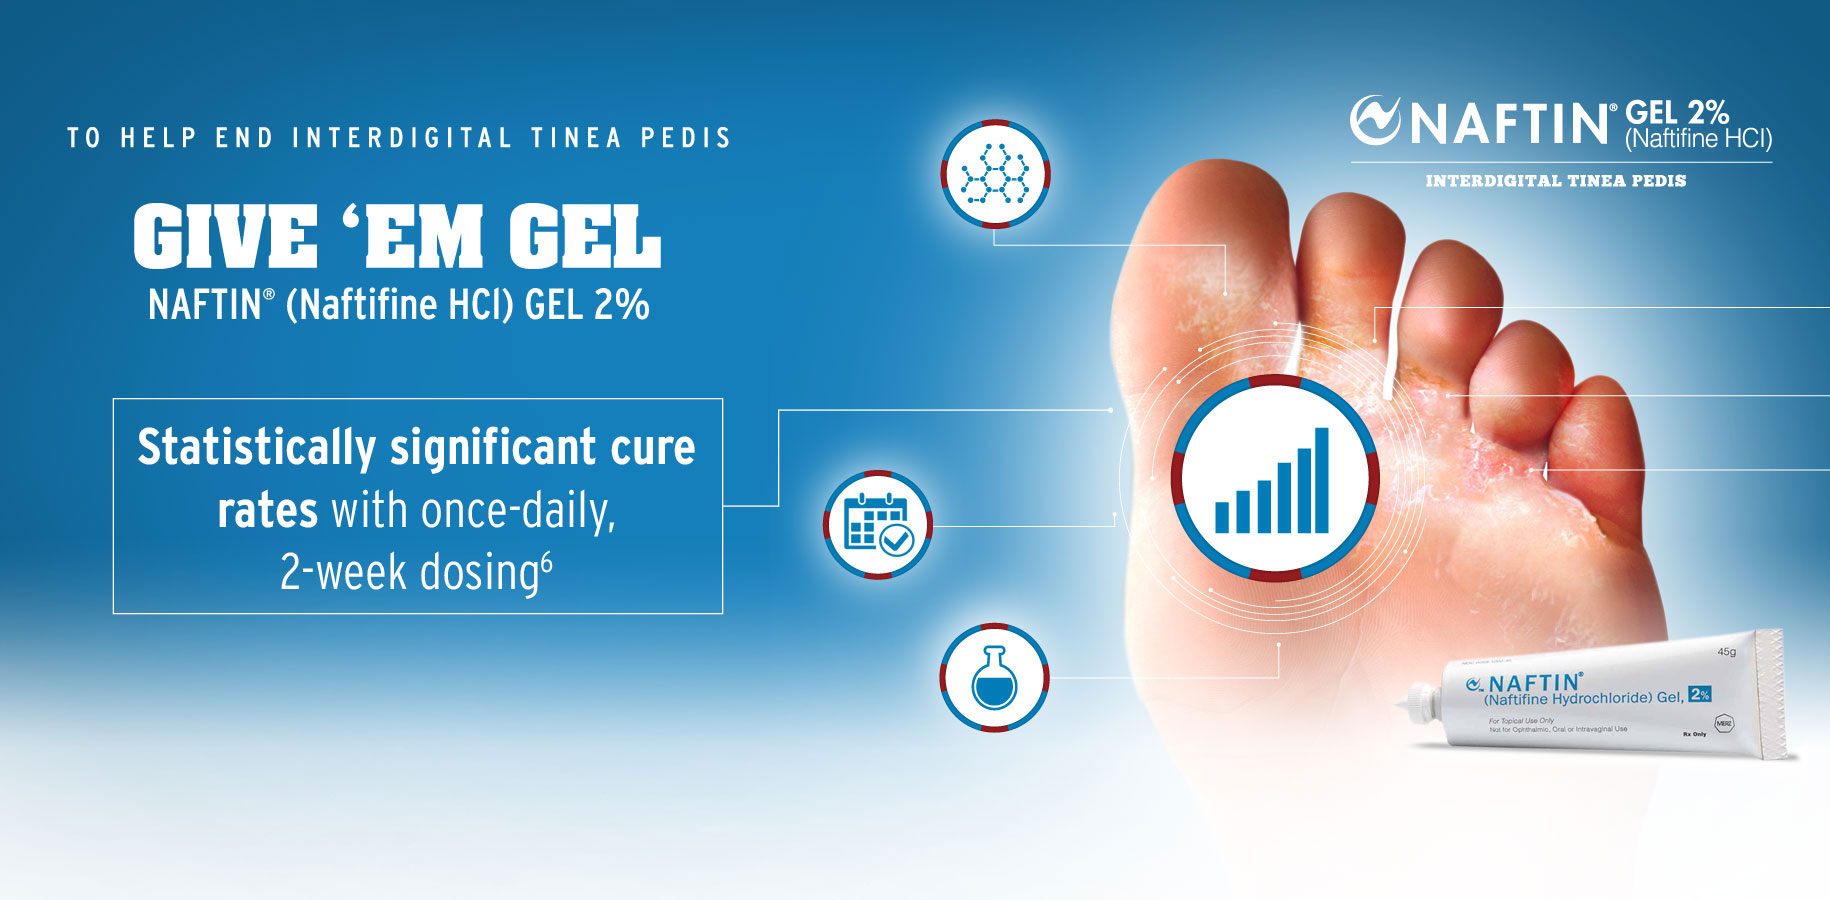 TO HELP END INTERDIGITAL TINEA PEDIS
GIVE ‘EM GEL
NAFTIN® (Naftifine HCl) GEL 2%
Statistically significant cure
rates with once-daily,
2-week dosing6
NAFTIN® GEL 2%
(Naftifine HCl)
INTERDIGITAL TINEA PEDIS
45g
NAFTIN®
(Naftifine Hydrochloride) Gel, 2%
For Topical Use Only
Not for Ophthalmic, Oral or Intravaginal Use
Rx Only
MERZ